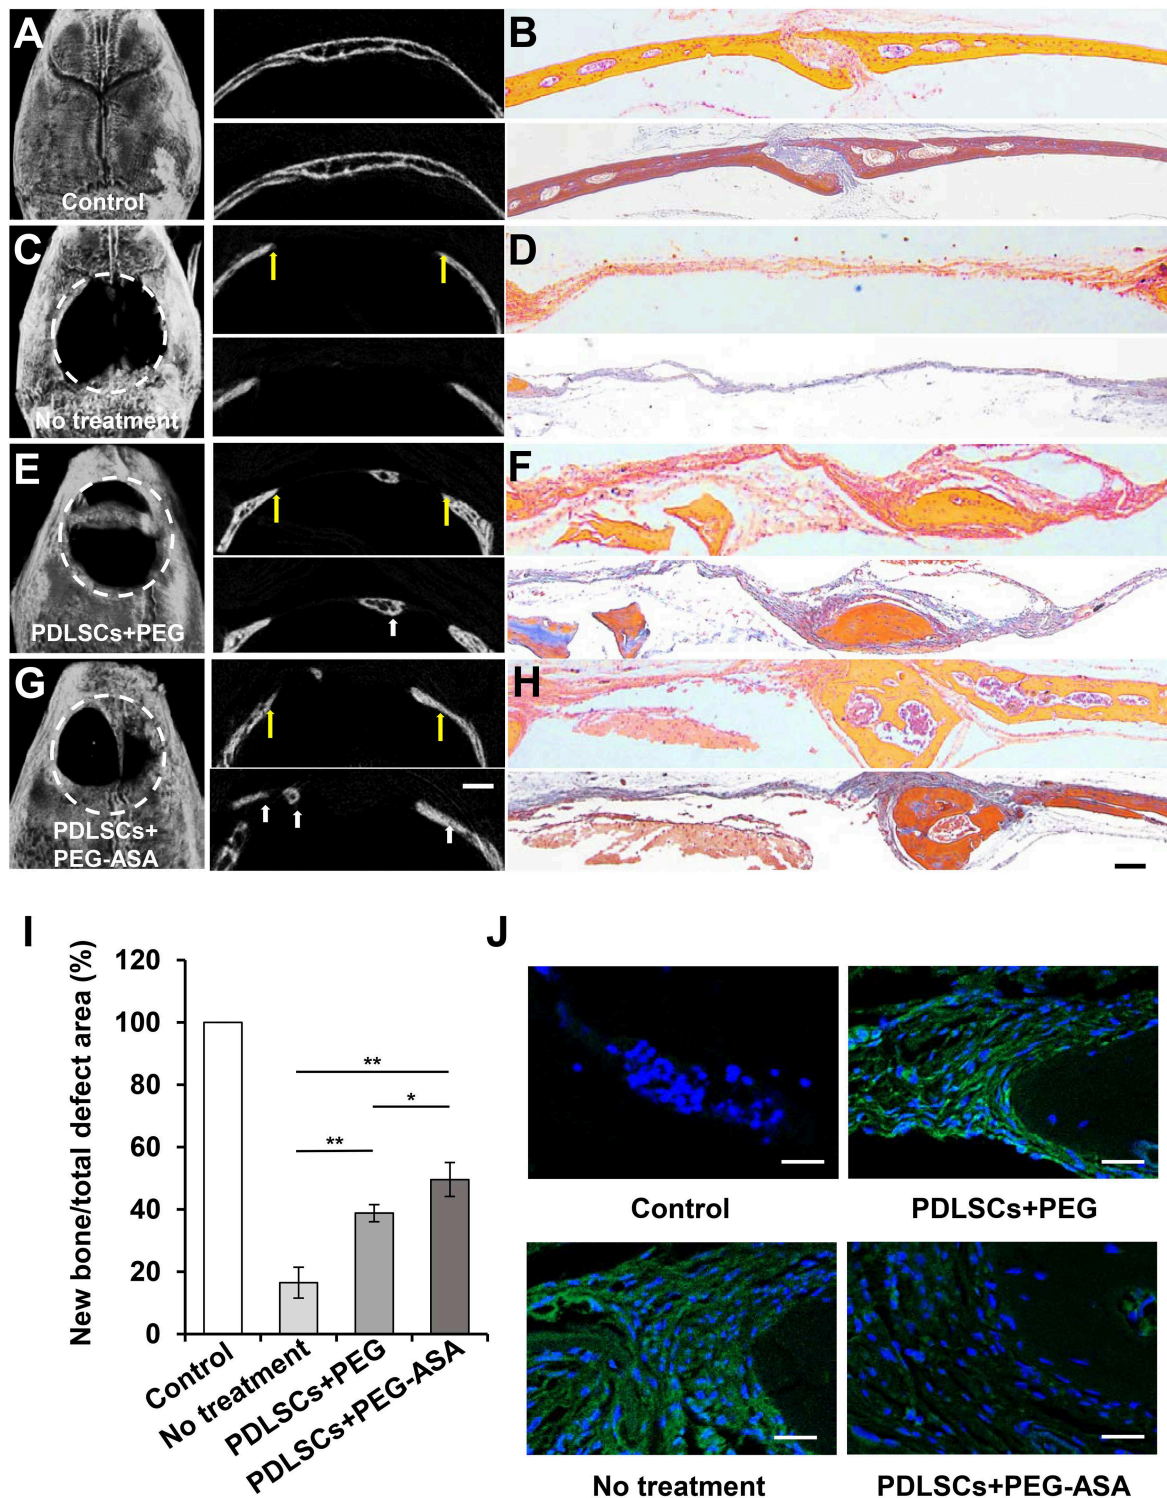 A
B
Control
C
D
No treatment
E
F
PDLSCs+PEG
G
H
PDLSCs+
PEG-ASA
I
J
New bone/total defect area (%)
120
100
80
60
40
20
0
**
*
**
Control
No treatment
PDLSCs+PEG
PDLSCs+PEG-ASA
Control
PDLSCs+PEG
No treatment
PDLSCs+PEG-ASA